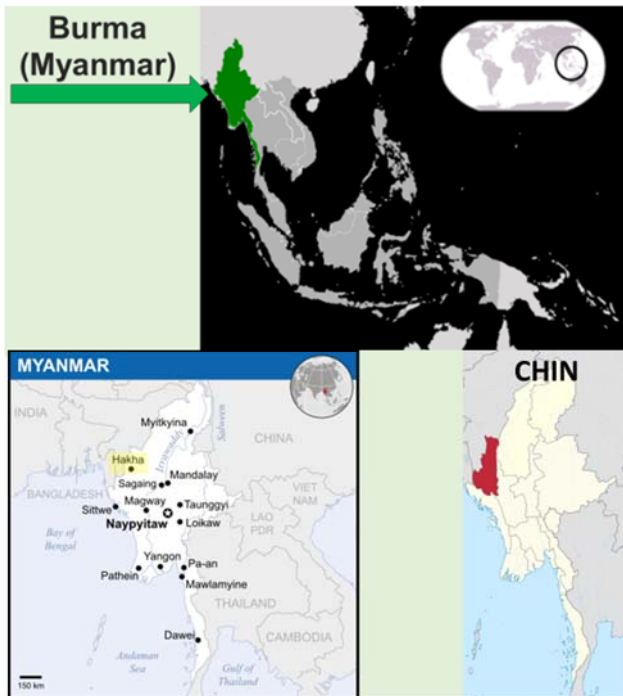 Burma
(Myanmar)
MYANMAR
INDIA
Salween
Myitkyina
Irrawaddy
CHINA
Hakha
Mandalay
Sagaing
BANGLADESH
Magway
Taunggyi
VIET
NAM
Sittwe
Naypyitaw
Loikaw
LAO
PDR
Bay of
Bengal
Yangon
Pa-an
Pathein
Mawlamyine
THAILAND
Dawei
CAMBODIA
Andaman
Sea
Gulf of
Thailand
150 km
CHIN